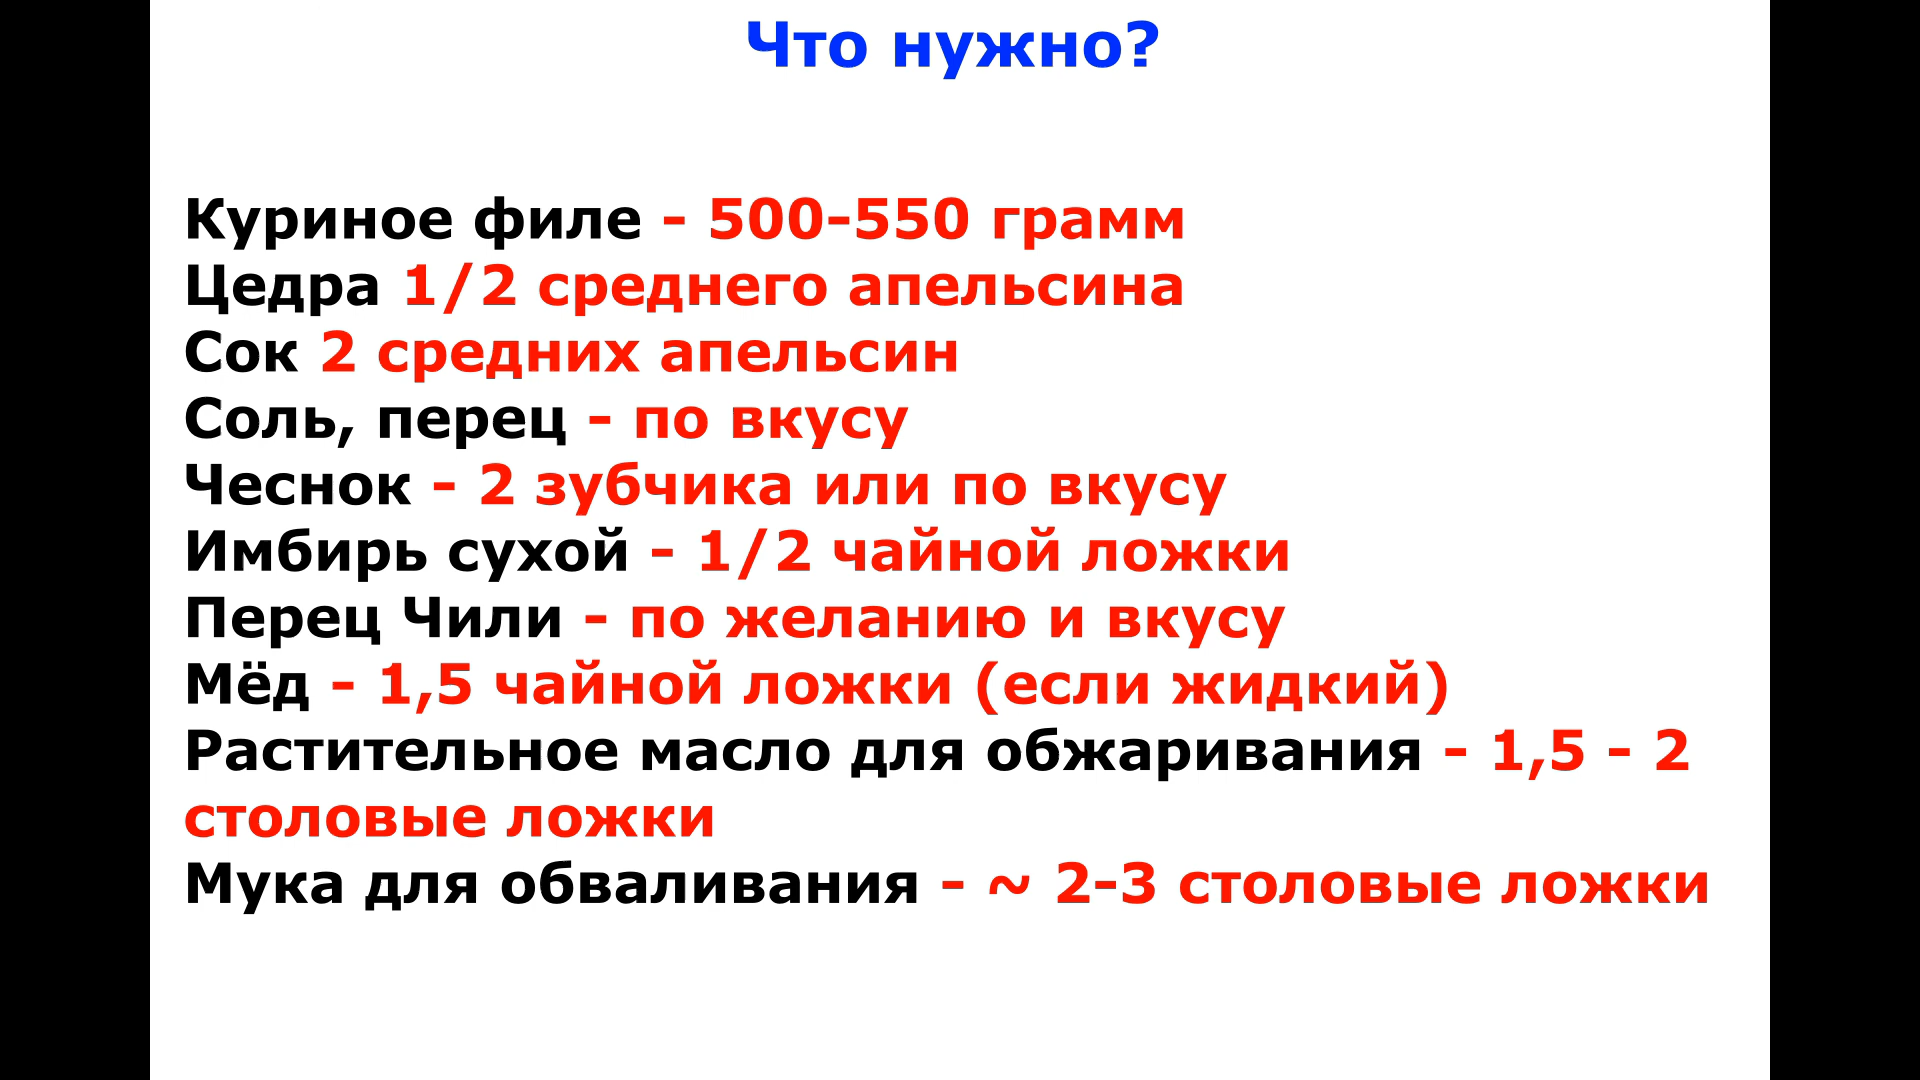 Что нужно?
Куриное филе - 500-550 грамм
Цедра 1/2 среднего апельсина
Сок 2 средних апельсин
Соль, перец - по вкусу
Чеснок - 2 зубчика или по вкусу
Имбирь сухой - 1/2 чайной ложки
Перец Чили - по желанию и вкусу
Мёд - 1,5 чайной ложки (если жидкий)
Растительное масло для обжаривания - 1,5 - 2
столовые ложки
Мука для обваливания - ~ 2-3 столовые ложки